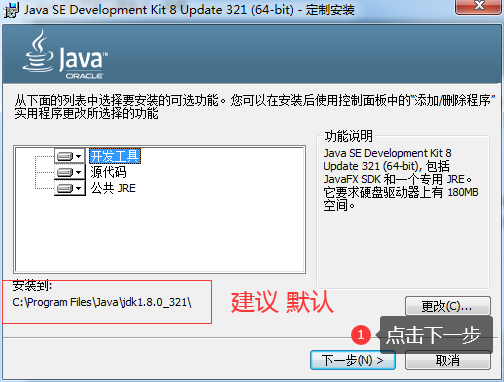 Java SE Development Kit 8 Update 321 (64-bit) - 定制安装
Java™
ORACLE
从下面的列表中选择要安装的可选功能。您可以在安装后使用控制面板中的“添加/删除程序”
实用程序更改所选择的功能
开发工具
源代码
公共 JRE
功能说明
Java SE Development Kit 8
Update 321 (64-bit), 包括
JavaFX SDK 和一个专用 JRE。
它要求硬盘驱动器上有 180MB
空间。
安装到:
C:\Program Files\Java\jdk1.8.0_321\
建议 默认
更改(C)...
1 点击下一步
下一步(N) >
取消